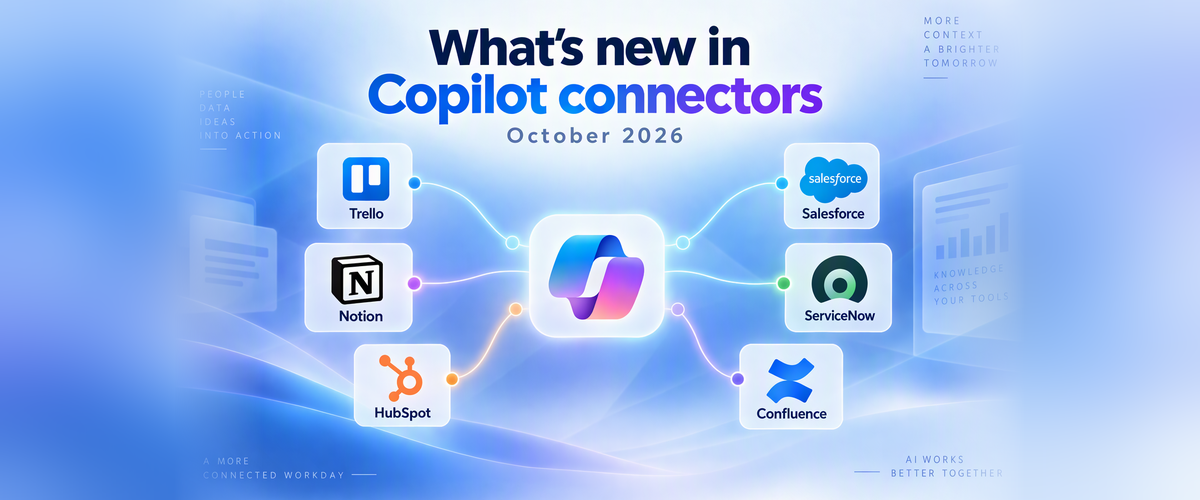 What's new in
Copilot connectors
October 2026
MORE
CONTEXT
A BRIGHTER
TOMORROW
PEOPLE
DATA
IDEAS
INTO ACTION
Trello
salesforce
Salesforce
N
Notion
ServiceNow
KNOWLEDGE
ACROSS
YOUR TOOLS
HubSpot
Confluence
A MORE
CONNECTED WORKDAY
AI WORKS
BETTER TOGETHER